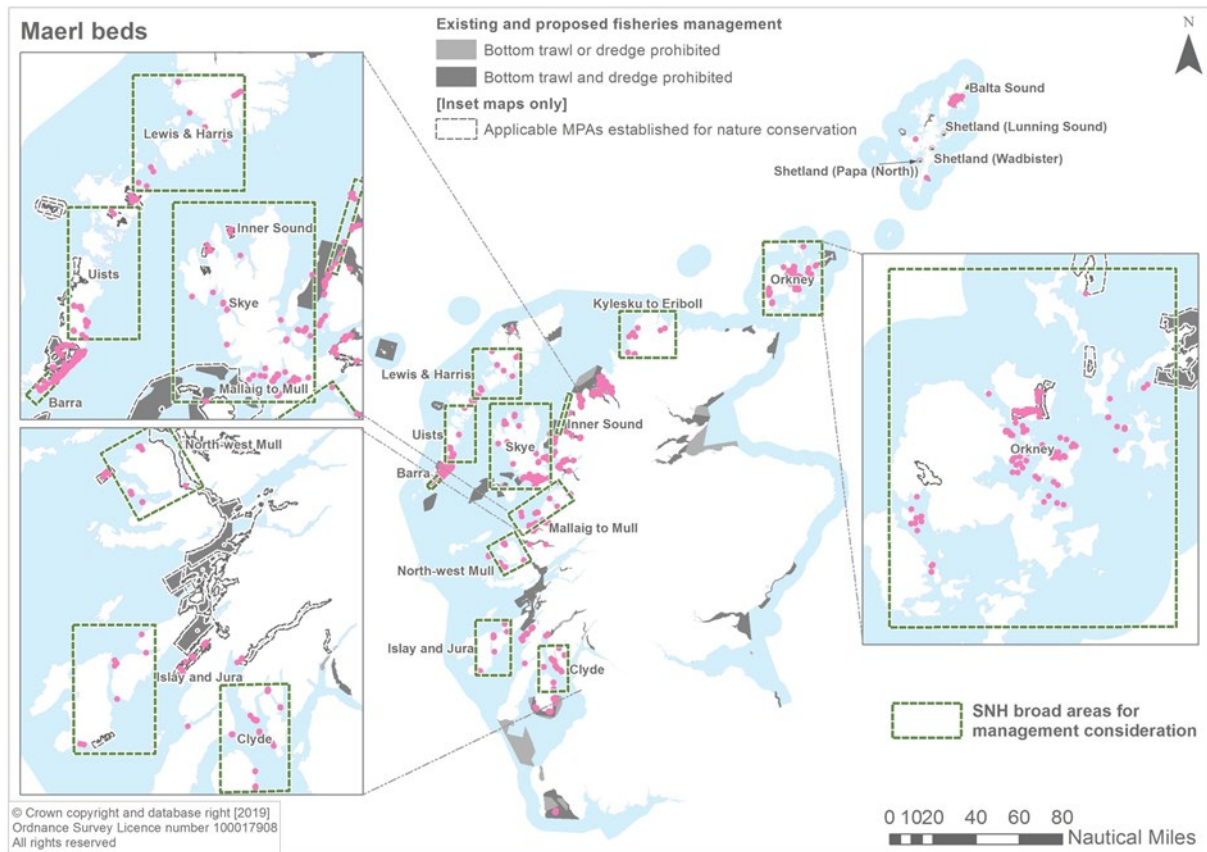 Maerl beds
Existing and proposed fisheries management
Bottom trawl or dredge prohibited
Bottom trawl and dredge prohibited
[Inset maps only]
Applicable MPAs established for nature conservation
N
Balta Sound
Shetland (Lunning Sound)
Shetland (Wadbister)
Shetland (Papa (North))
Lewis & Harris
Inner Sound
Uists
Skye
Mallaig to Mull
Barra
Orkney
Kylesku to Eriboll
Lewis & Harris
Inner Sound
Uists
Skye
Barra
Mallaig to Mull
North-west Mull
Islay and Jura
Clyde
North-west Mull
Islay and Jura
Clyde
Orkney
SNH broad areas for
management consideration
0 1020 40 60 80
Nautical Miles
© Crown copyright and database right [2019]
Ordnance Survey Licence number 100017908
All rights reserved